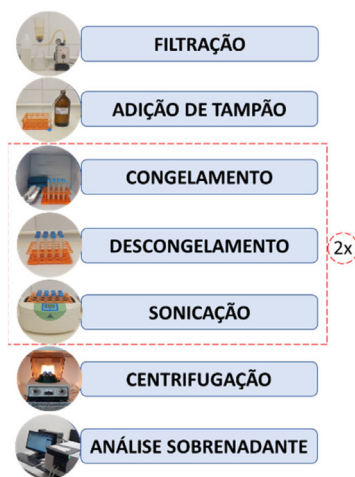 FILTRAÇÃO
ADIÇÃO DE TAMPÃO
CONGELAMENTO
DESCONGELAMENTO
2x
SONICAÇÃO
CENTRIFUGAÇÃO
ANÁLISE SOBRENADANTE